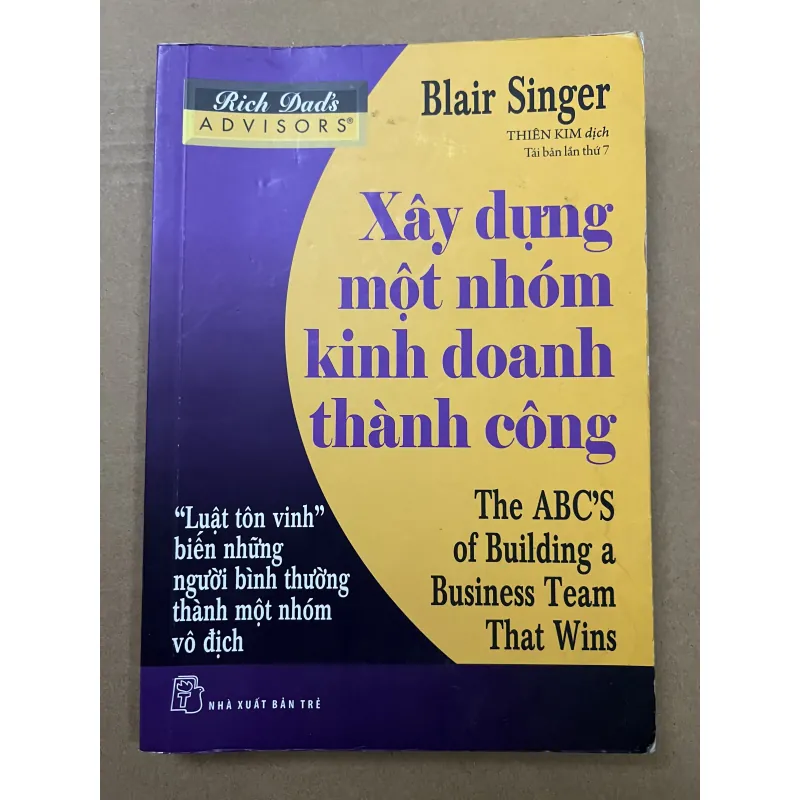 Rich Dad's
ADVISORS®
Blair Singer
THIÊN KIM dịch
Tái bản lần thứ 7
Xây dựng
một nhóm
kinh doanh
thành công
The ABC'S
of Building a
Business Team
That Wins
“Luật tôn vinh”
biến những
người bình thường
thành một nhóm
vô địch
NHÀ XUẤT BẢN TRẺ